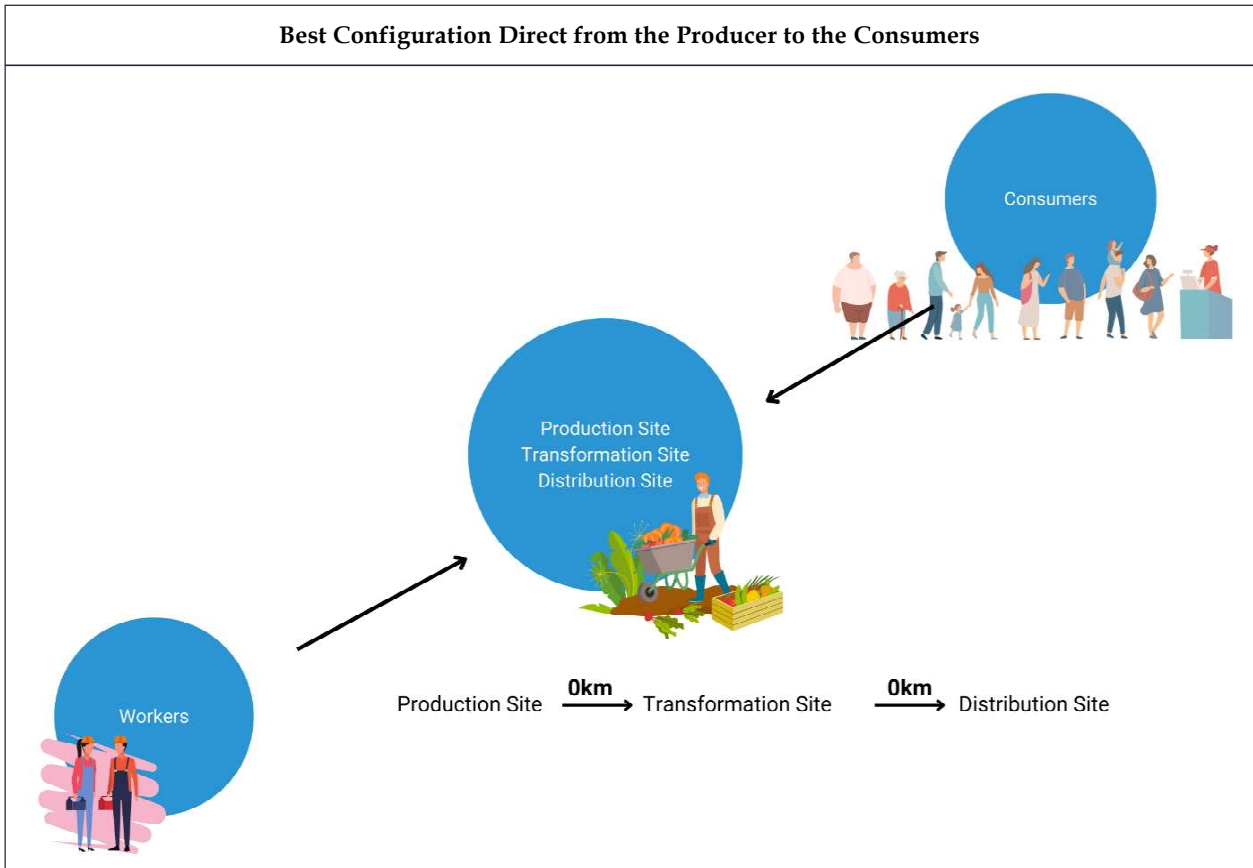 Best Configuration Direct from the Producer to the Consumers
Consumers
Production Site
Transformation Site
Distribution Site
Workers
0km
0km
Production Site
Transformation Site
Distribution Site